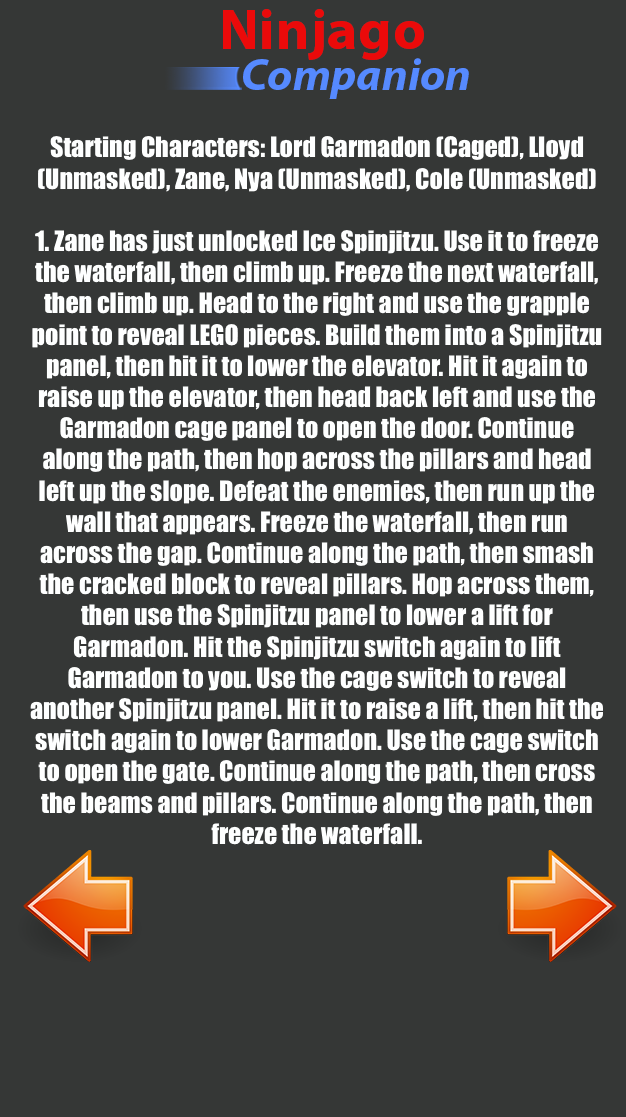 Ninjago
Companion
Starting Characters: Lord Garmadon (Caged), Lloyd
(Unmasked), Zane, Nya (Unmasked), Cole (Unmasked)
1. Zane has just unlocked Ice Spinjitzu. Use it to freeze
the waterfall, then climb up. Freeze the next waterfall,
then climb up. Head to the right and use the grapple
point to reveal LEGO pieces. Build them into a Spinjitzu
panel, then hit it to lower the elevator. Hit it again to
raise up the elevator, then head back left and use the
Garmadon cage panel to open the door. Continue
along the path, then hop across the pillars and head
left up the slope. Defeat the enemies, then run up the
wall that appears. Freeze the waterfall, then run
across the gap. Continue along the path, then smash
the cracked block to reveal pillars. Hop across them,
then use the Spinjitzu panel to lower a lift for
Garmadon. Hit the Spinjitzu switch again to lift
Garmadon to you. Use the cage switch to reveal
another Spinjitzu panel. Hit it to raise a lift, then hit the
switch again to lower Garmadon. Use the cage switch
to open the gate. Continue along the path, then cross
the beams and pillars. Continue along the path, then
freeze the waterfall.